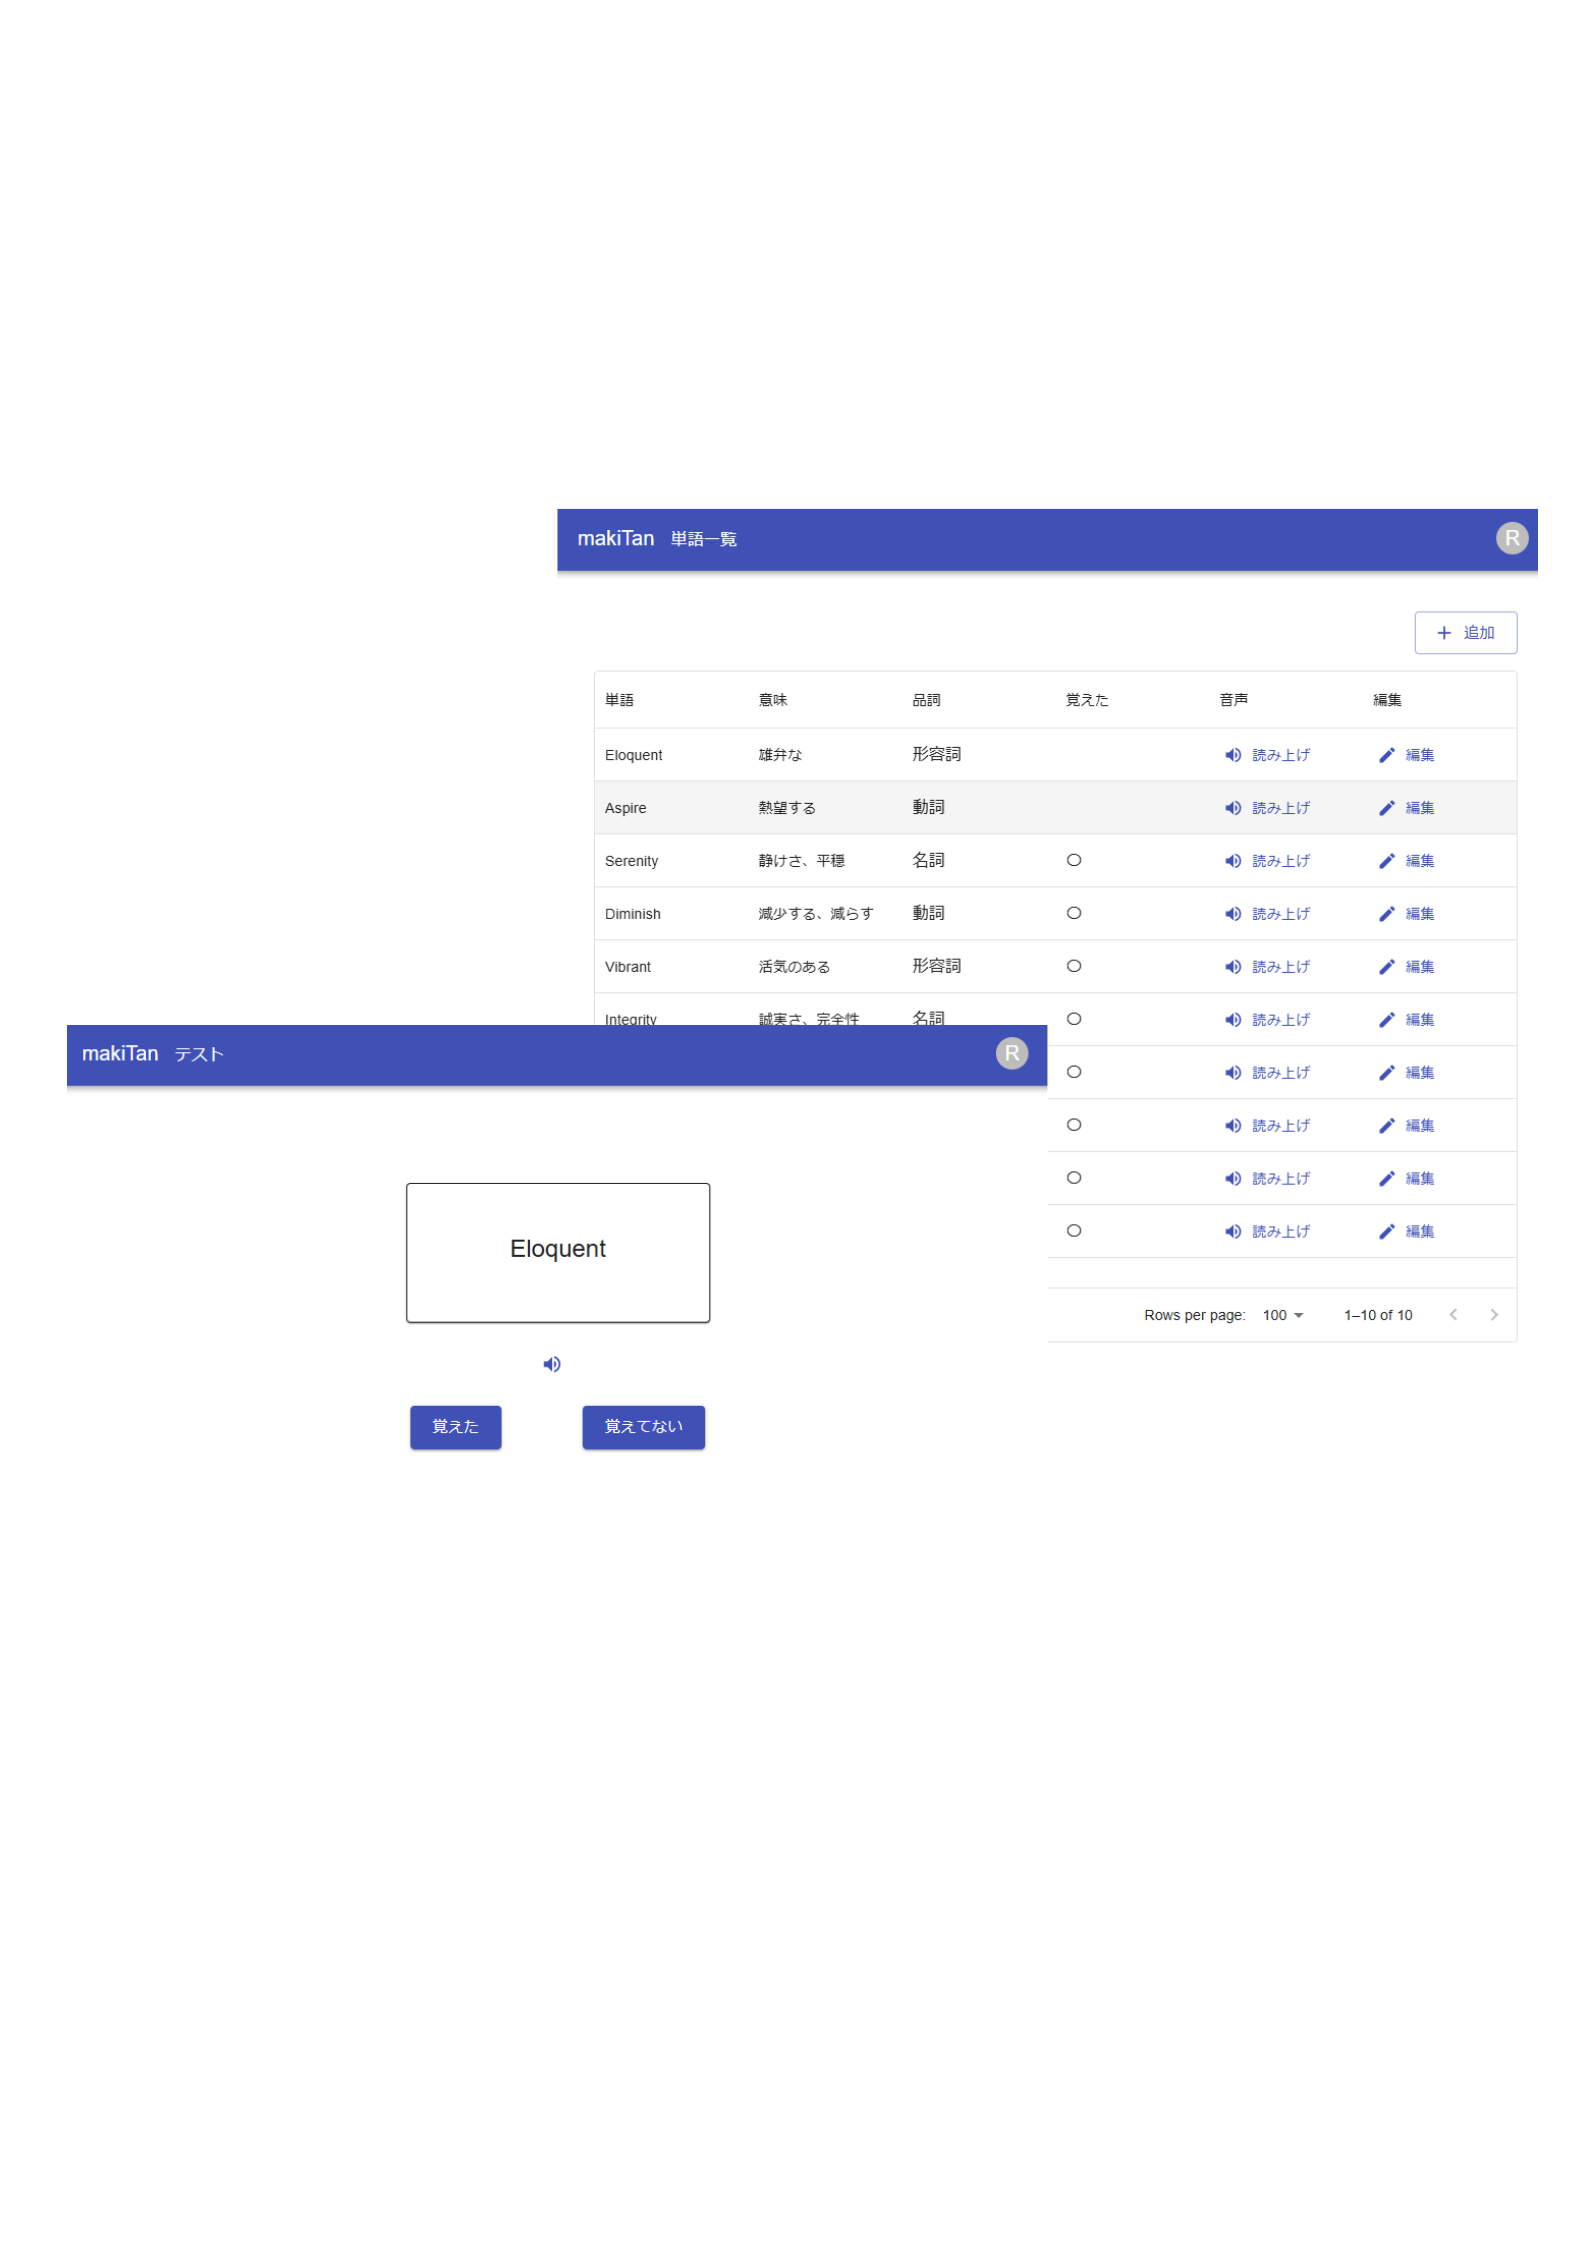 makiTan 単語一覧 R
+ 追加
単語 意味 品詞 覚えた 音声 編集
Eloquent 雄弁な 形容詞 読み上げ 編集
Aspire 熱望する 動詞 読み上げ 編集
Serenity 静けさ、平穏 名詞 〇 読み上げ 編集
Diminish 減少する、減らす 動詞 〇 読み上げ 編集
Vibrant 活気のある 形容詞 〇 読み上げ 編集
Integrity 誠実さ、完全性 名詞 〇 読み上げ 編集
〇 読み上げ 編集
〇 読み上げ 編集
〇 読み上げ 編集
〇 読み上げ 編集
Rows per page: 100 1–10 of 10
makiTan テスト R
Eloquent
覚えた 覚えてない